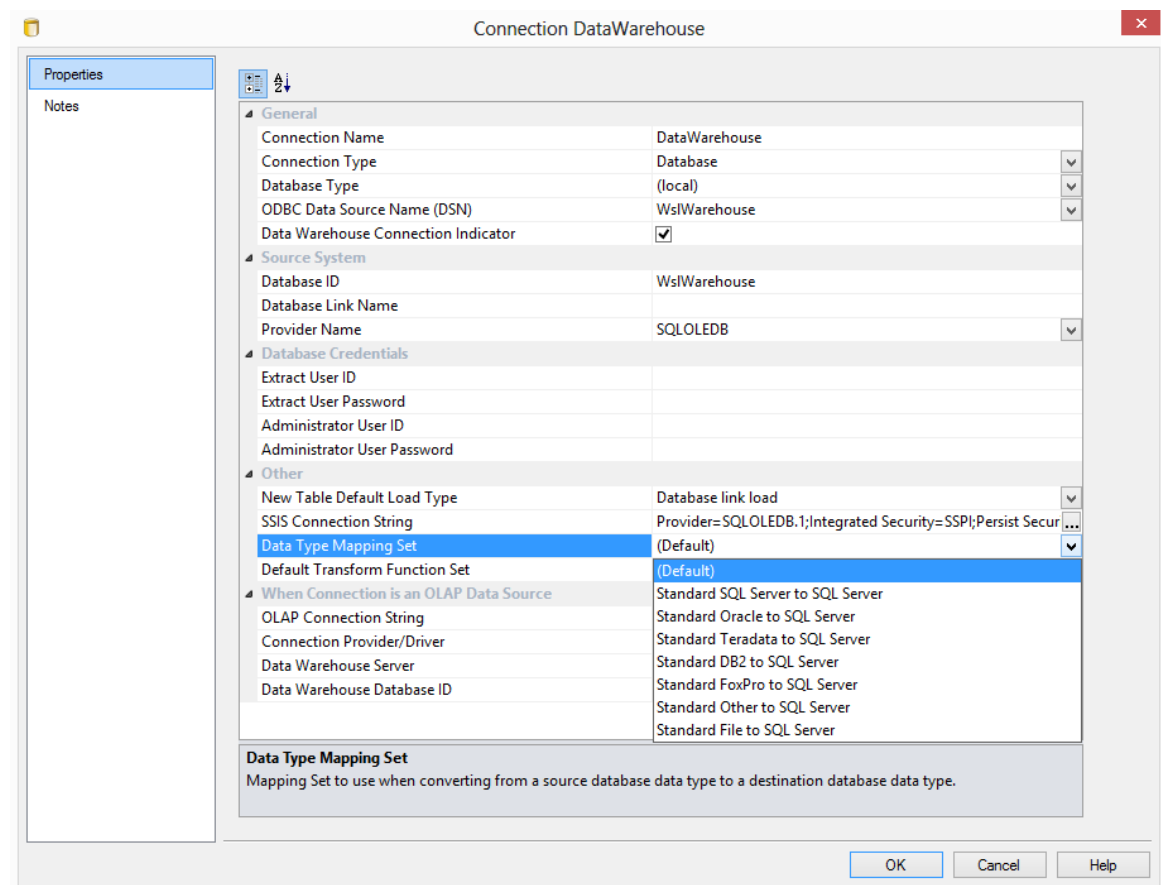 Connection DataWarehouse
Properties
Notes
General
Connection Name DataWarehouse
Connection Type Database
Database Type (local)
ODBC Data Source Name (DSN) WslWarehouse
Data Warehouse Connection Indicator
Source System
Database ID WslWarehouse
Database Link Name
Provider Name SQLOLEDB
Database Credentials
Extract User ID
Extract User Password
Administrator User ID
Administrator User Password
Other
New Table Default Load Type Database link load
SSIS Connection String Provider=SQLOLEDB.1;Integrated Security=SSPI;Persist Secur ...
Data Type Mapping Set (Default)
Default Transform Function Set (Default)
When Connection is an OLAP Data Source Standard SQL Server to SQL Server
OLAP Connection String Standard Oracle to SQL Server
Connection Provider/Driver Standard Teradata to SQL Server
Data Warehouse Server Standard DB2 to SQL Server
Data Warehouse Database ID Standard FoxPro to SQL Server
Standard Other to SQL Server
Standard File to SQL Server
Data Type Mapping Set
Mapping Set to use when converting from a source database data type to a destination database data type.
OK Cancel Help